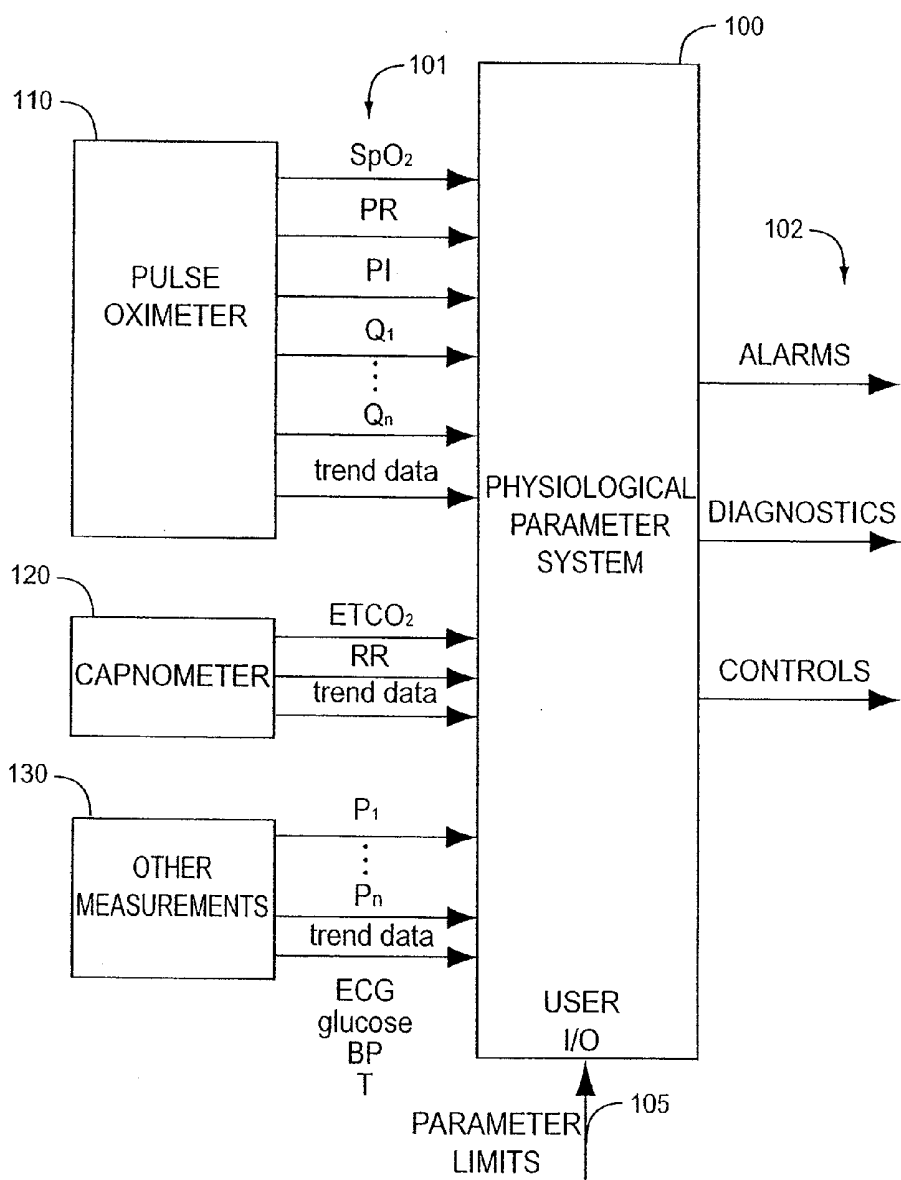 100
101
110
SpO₂
PR
PI
Q₁
Qₙ
trend data
PULSE
OXIMETER
102
ALARMS
PHYSIOLOGICAL
PARAMETER
SYSTEM
DIAGNOSTICS
CONTROLS
120
ETCO₂
RR
trend data
CAPNOMETER
130
P₁
Pₙ
trend data
OTHER
MEASUREMENTS
ECG
glucose
BP
T
USER
I/O
105
PARAMETER
LIMITS